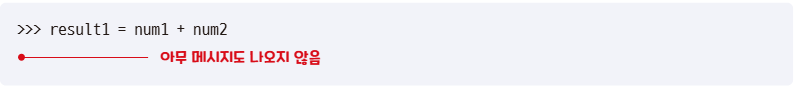 >>> result1 = num1 + num2
아무 메시지도 나오지 않음